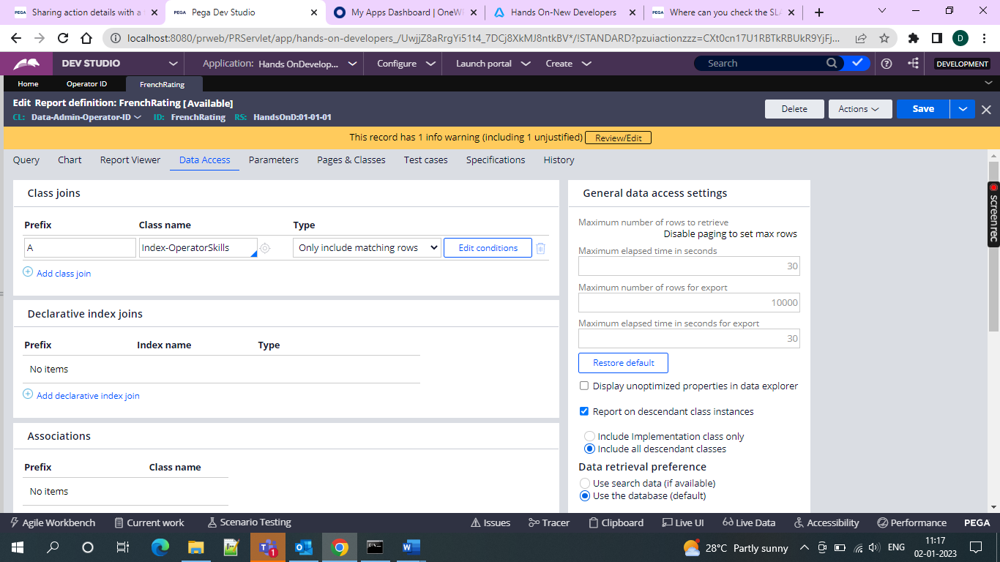 Sharing action details with a
Pega Dev Studio
My Apps Dashboard | OneW
Hands On-New Developers
Where can you check the SLA
localhost:8080/prweb/PRServlet/app/hands-on-developers_/UwjjZ8aRrgYi51t4_7DCj8XkMJ8ntkBV*/!STANDARD?pzuiactionzzz=CXt0cn17U1RBTkRBUkR9YjFj...
D
DEV STUDIO
Application: Hands OnDevelop...
Configure
Launch portal
Create
Search
DEVELOPMENT
Home
Operator ID
FrenchRating
Edit Report definition: FrenchRating [Available]
CL: Data-Admin-Operator-ID ID: FrenchRating RS: HandsOnD:01-01-01
Delete
Actions
Save
This record has 1 info warning (including 1 unjustified) Review/Edit
Query
Chart
Report Viewer
Data Access
Parameters
Pages & Classes
Test cases
Specifications
History
Class joins
Prefix
Class name
Type
A
Index-OperatorSkills
Only include matching rows
Edit conditions
Add class join
Declarative index joins
Prefix
Index name
Type
No items
Add declarative index join
Associations
Prefix
Class name
No items
General data access settings
Maximum number of rows to retrieve
Disable paging to set max rows
Maximum elapsed time in seconds
30
Maximum number of rows for export
10000
Maximum elapsed time in seconds for export
30
Restore default
Display unoptimized properties in data explorer
Report on descendant class instances
Include Implementation class only
Include all descendant classes
Data retrieval preference
Use search data (if available)
Use the database (default)
screenrec
Agile Workbench
Current work
Scenario Testing
Issues
Tracer
Clipboard
Live UI
Live Data
Accessibility
Performance
PEGA
28°C Partly sunny
ENG
11:17
02-01-2023